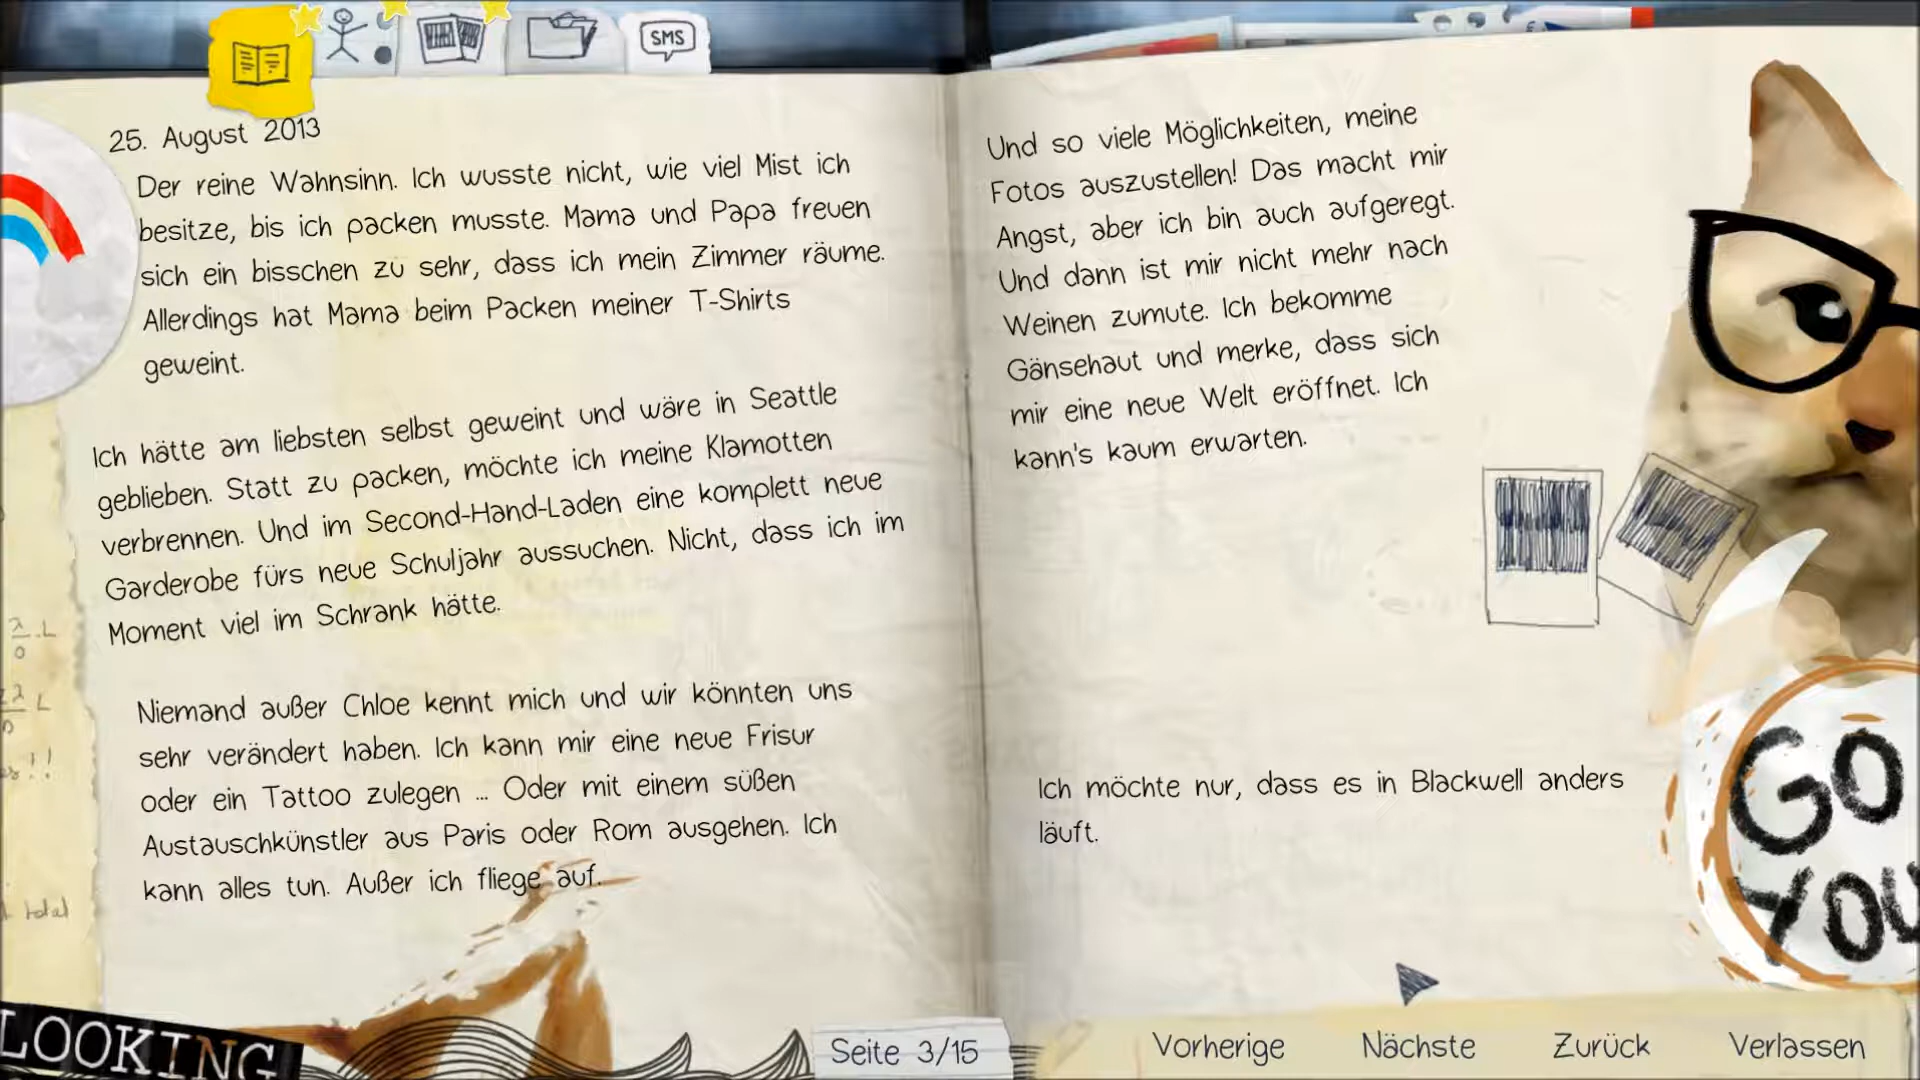 SMS
25. August 2013
Der reine Wahnsinn. Ich wusste nicht, wie viel Mist ich
besitze, bis ich packen musste. Mama und Papa freuen
sich ein bisschen zu sehr, dass ich mein Zimmer räume.
Allerdings hat Mama beim Packen meiner T-Shirts
geweint.
Ich hätte am liebsten selbst geweint und wäre in Seattle
geblieben. Statt zu packen, möchte ich meine Klamotten
verbrennen. Und im Second-Hand-Laden eine komplett neue
Garderobe fürs neue Schuljahr aussuchen. Nicht, dass ich im
Moment viel im Schrank hätte.
Niemand außer Chloe kennt mich und wir könnten uns
sehr verändert haben. Ich kann mir eine neue Frisur
oder ein Tattoo zulegen ... Oder mit einem süßen
Austauschkünstler aus Paris oder Rom ausgehen. Ich
kann alles tun. Außer ich fliege auf.
Und so viele Möglichkeiten, meine
Fotos auszustellen! Das macht mir
Angst, aber ich bin auch aufgeregt.
Und dann ist mir nicht mehr nach
Weinen zumute. Ich bekomme
Gänsehaut und merke, dass sich
mir eine neue Welt eröffnet. Ich
kann's kaum erwarten.
Ich möchte nur, dass es in Blackwell anders
läuft.
GO
YOU
total
LOOKING
Seite 3/15
Vorherige
Nächste
Zurück
Verlassen